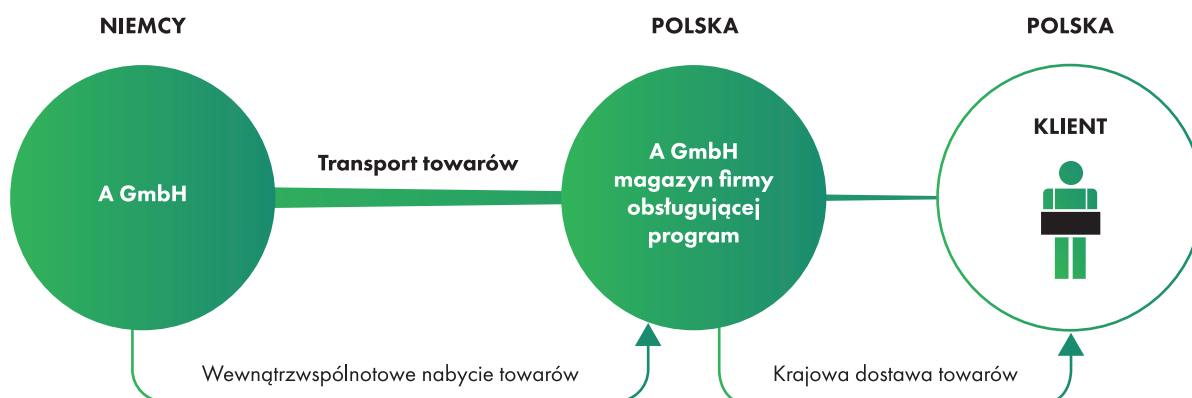 NIEMCY
POLSKA
POLSKA
A GmbH
Transport towarów
A GmbH
magazyn firmy
obsługującej
program
KLIENT
Wewnątrzwspólnotowe nabycie towarów
Krajowa dostawa towarów